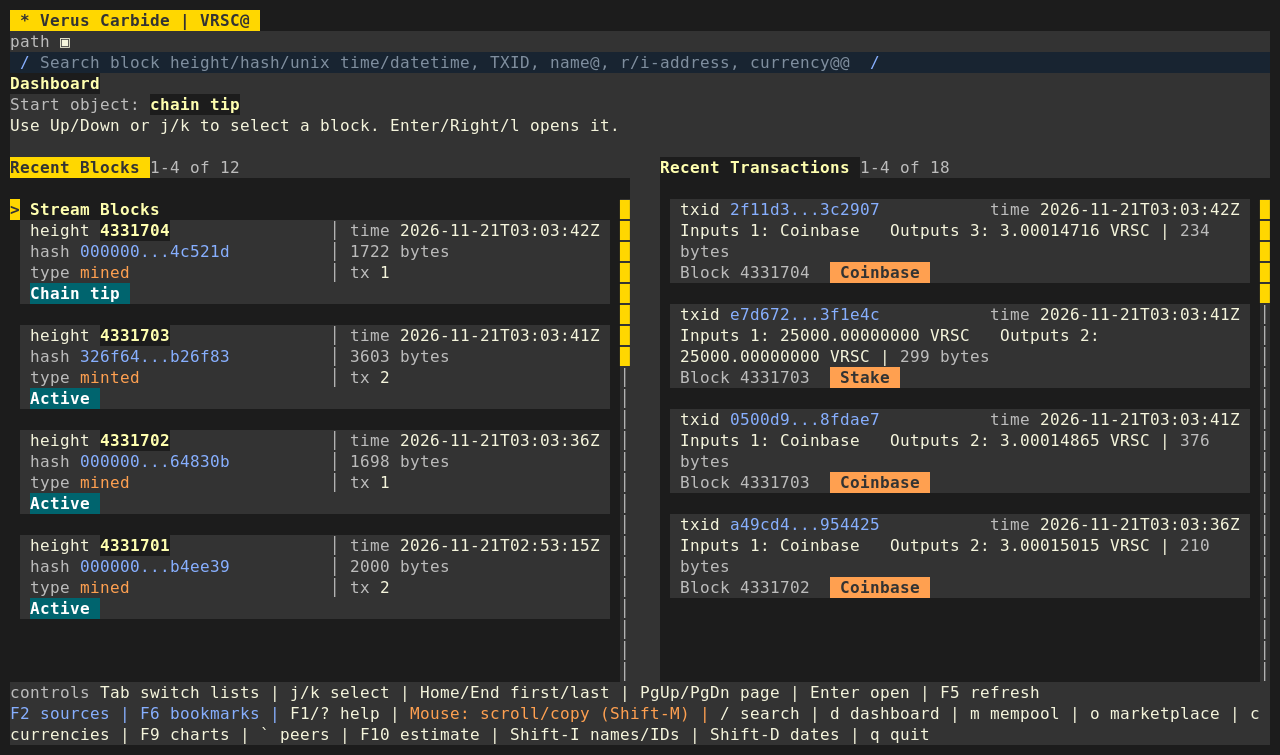 * Verus Carbide | VRSC@
path ▣
/ Search block height/hash/unix time/datetime, TXID, name@, r/i-address, currency@@ /
Dashboard
Start object: chain tip
Use Up/Down or j/k to select a block. Enter/Right/l opens it.
Recent Blocks 1-4 of 12
> Stream Blocks
height 4331704 | time 2026-11-21T03:03:42Z
hash 000000...4c521d | 1722 bytes
type mined | tx 1
Chain tip
height 4331703 | time 2026-11-21T03:03:41Z
hash 326f64...b26f83 | 3603 bytes
type minted | tx 2
Active
height 4331702 | time 2026-11-21T03:03:36Z
hash 000000...64830b | 1698 bytes
type mined | tx 1
Active
height 4331701 | time 2026-11-21T02:53:15Z
hash 000000...b4ee39 | 2000 bytes
type mined | tx 2
Active
Recent Transactions 1-4 of 18
txid 2f11d3...3c2907 time 2026-11-21T03:03:42Z
Inputs 1: Coinbase Outputs 3: 3.00014716 VRSC | 234
bytes
Block 4331704 Coinbase
txid e7d672...3f1e4c time 2026-11-21T03:03:41Z
Inputs 1: 25000.00000000 VRSC Outputs 2:
25000.00000000 VRSC | 299 bytes
Block 4331703 Stake
txid 0500d9...8fdae7 time 2026-11-21T03:03:41Z
Inputs 1: Coinbase Outputs 2: 3.00014865 VRSC | 376
bytes
Block 4331703 Coinbase
txid a49cd4...954425 time 2026-11-21T03:03:36Z
Inputs 1: Coinbase Outputs 2: 3.00015015 VRSC | 210
bytes
Block 4331702 Coinbase
controls Tab switch lists | j/k select | Home/End first/last | PgUp/PgDn page | Enter open | F5 refresh
F2 sources | F6 bookmarks | F1/? help | Mouse: scroll/copy (Shift-M) | / search | d dashboard | m mempool | o marketplace | c
currencies | F9 charts | ` peers | F10 estimate | Shift-I names/IDs | Shift-D dates | q quit